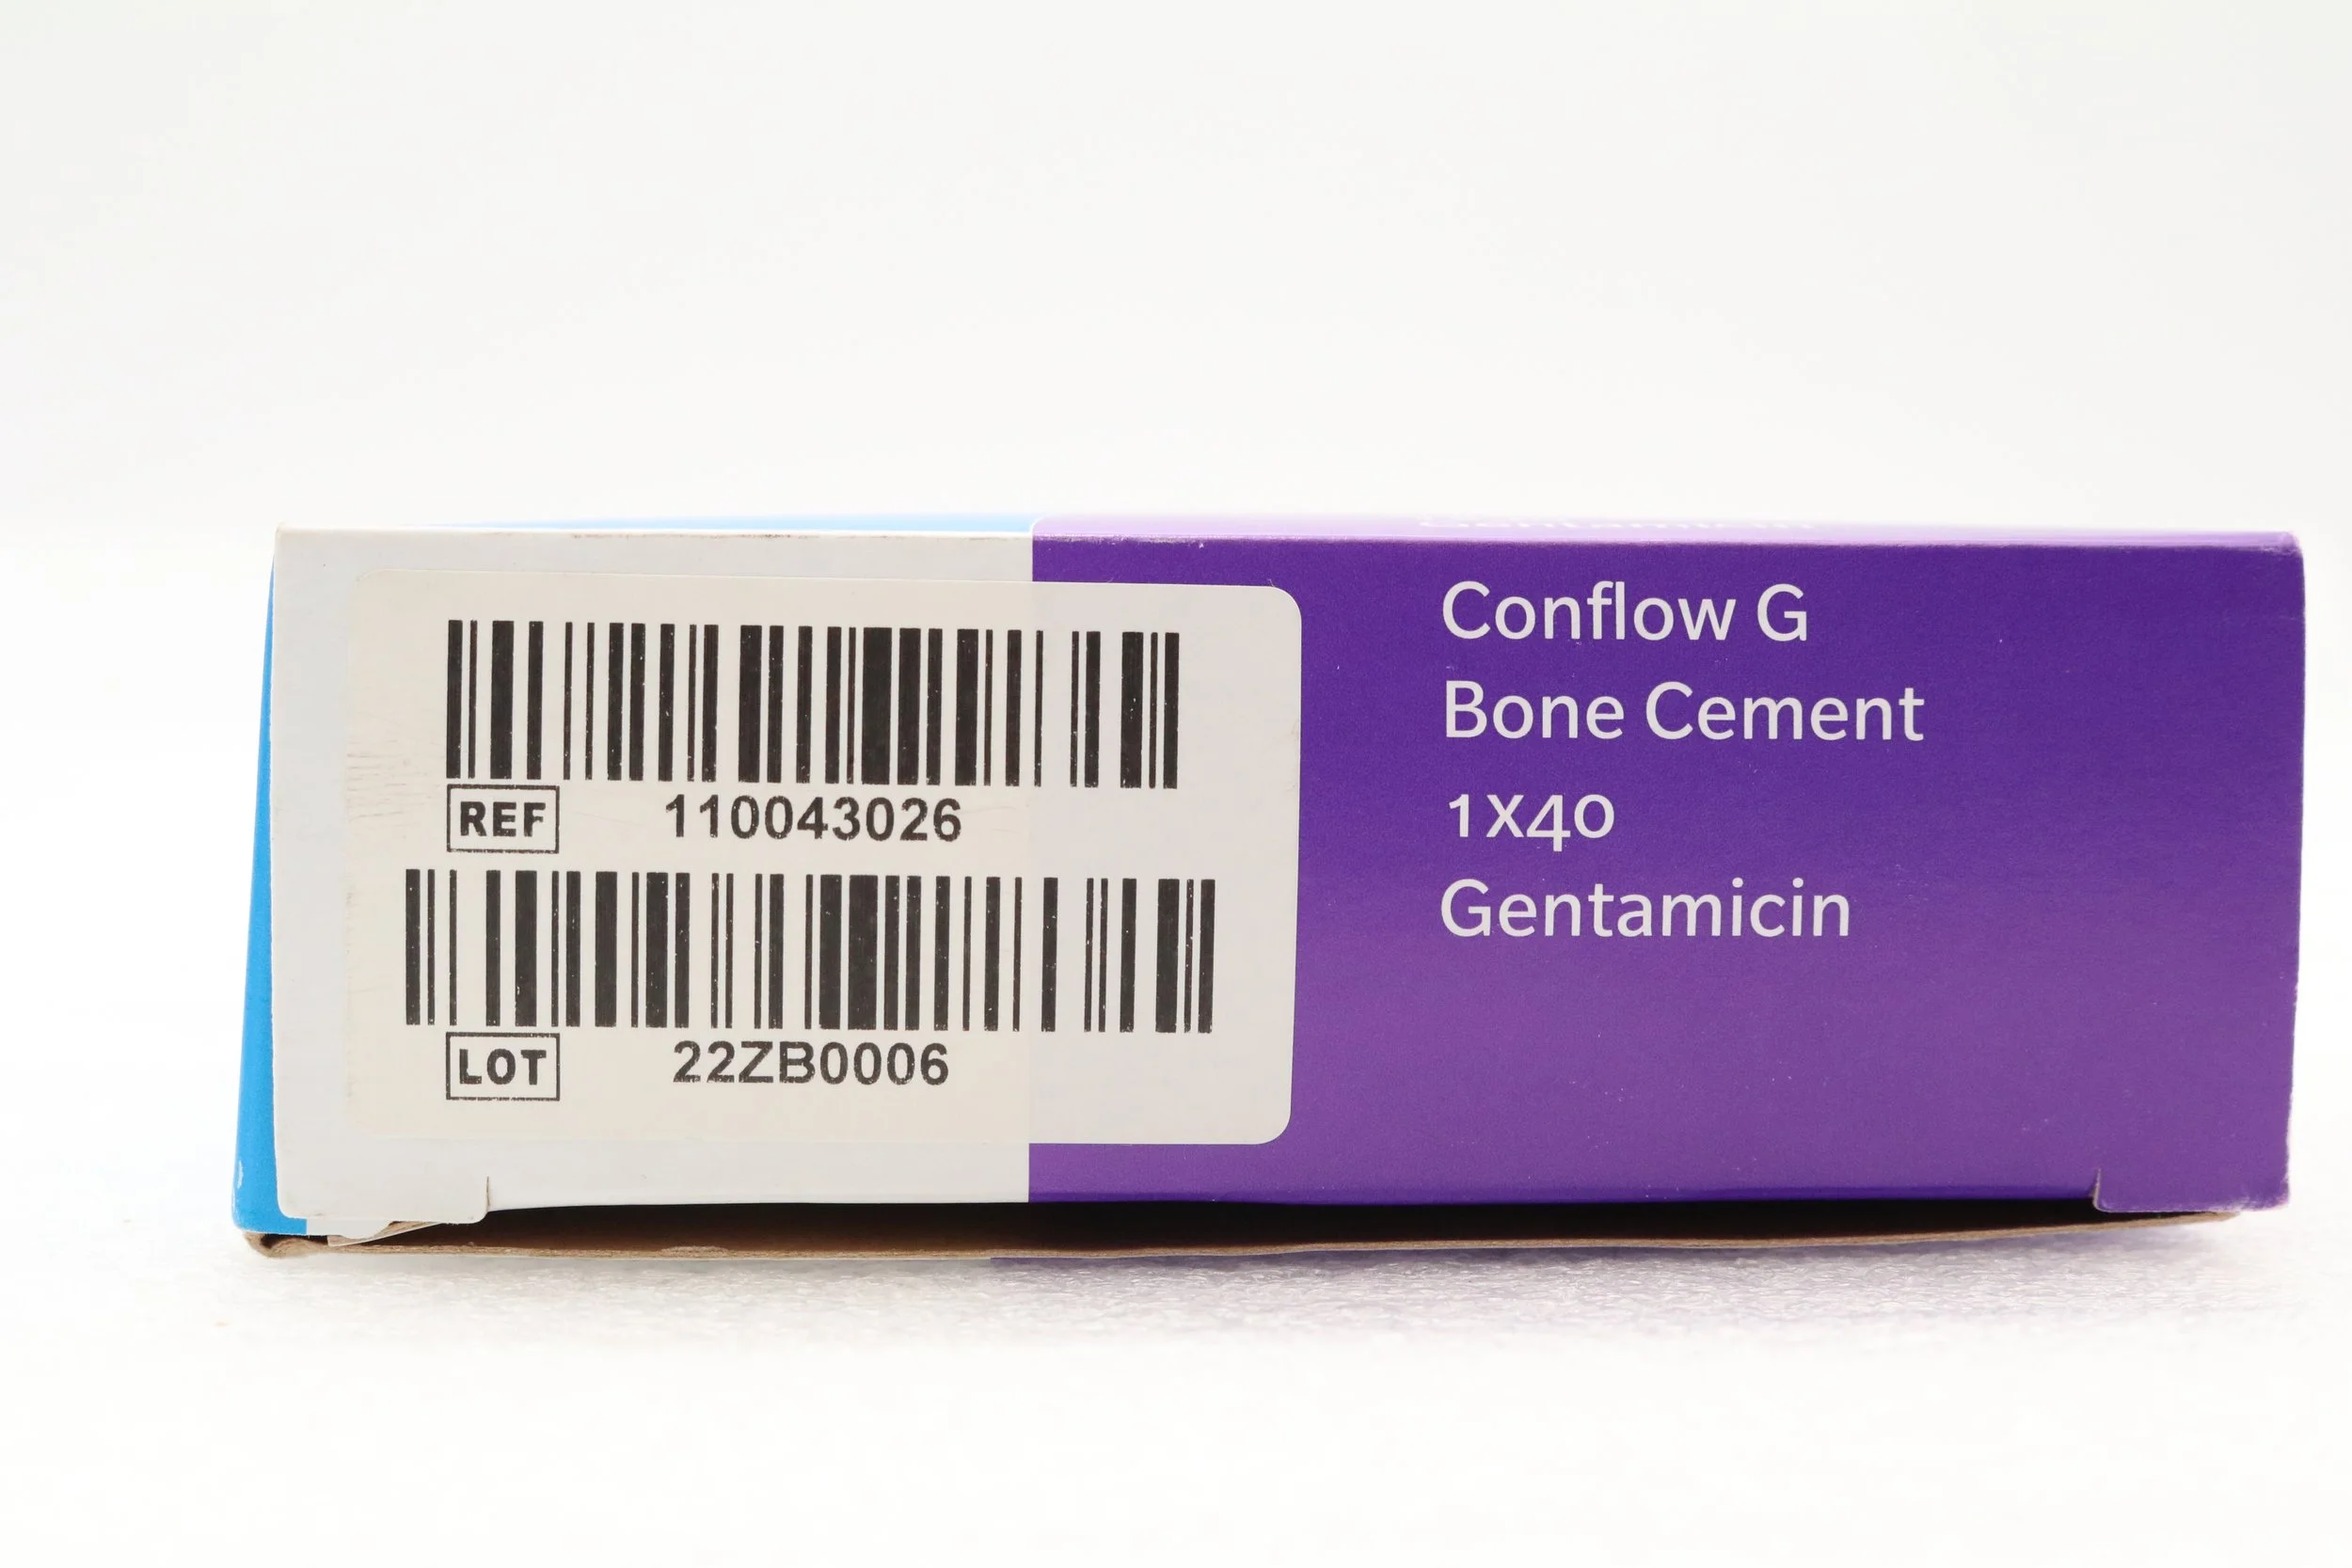 REF 110043026
LOT 22ZB0006
Conflow G
Bone Cement
1x40
Gentamicin